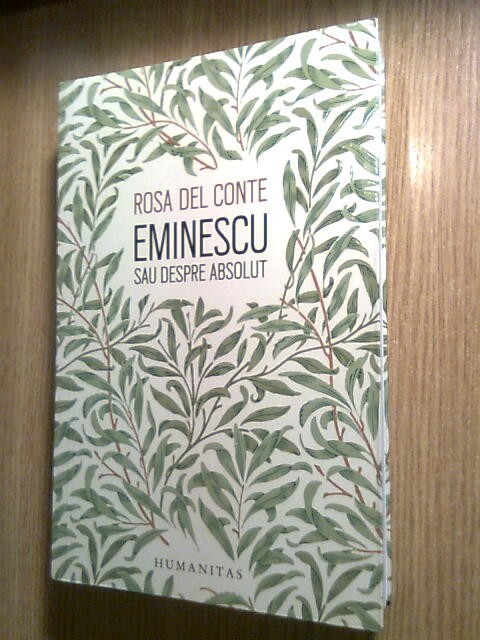 ROSA DEL CONTE
EMINESCU
SAU DESPRE ABSOLUT
HUMANITAS